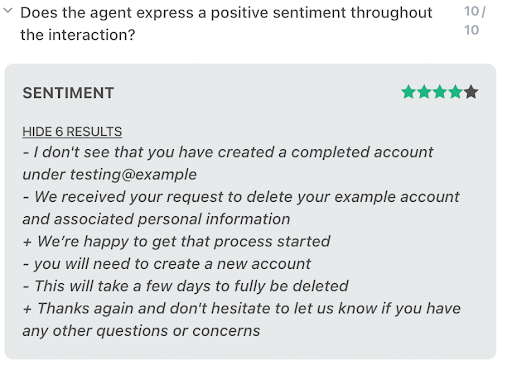 Does the agent express a positive sentiment throughout 10/
the interaction? 10
SENTIMENT
HIDE 6 RESULTS
- I don't see that you have created a completed account
under testing@example
- We received your request to delete your example account
and associated personal information
+ We’re happy to get that process started
- you will need to create a new account
- This will take a few days to fully be deleted
+ Thanks again and don't hesitate to let us know if you have
any other questions or concerns